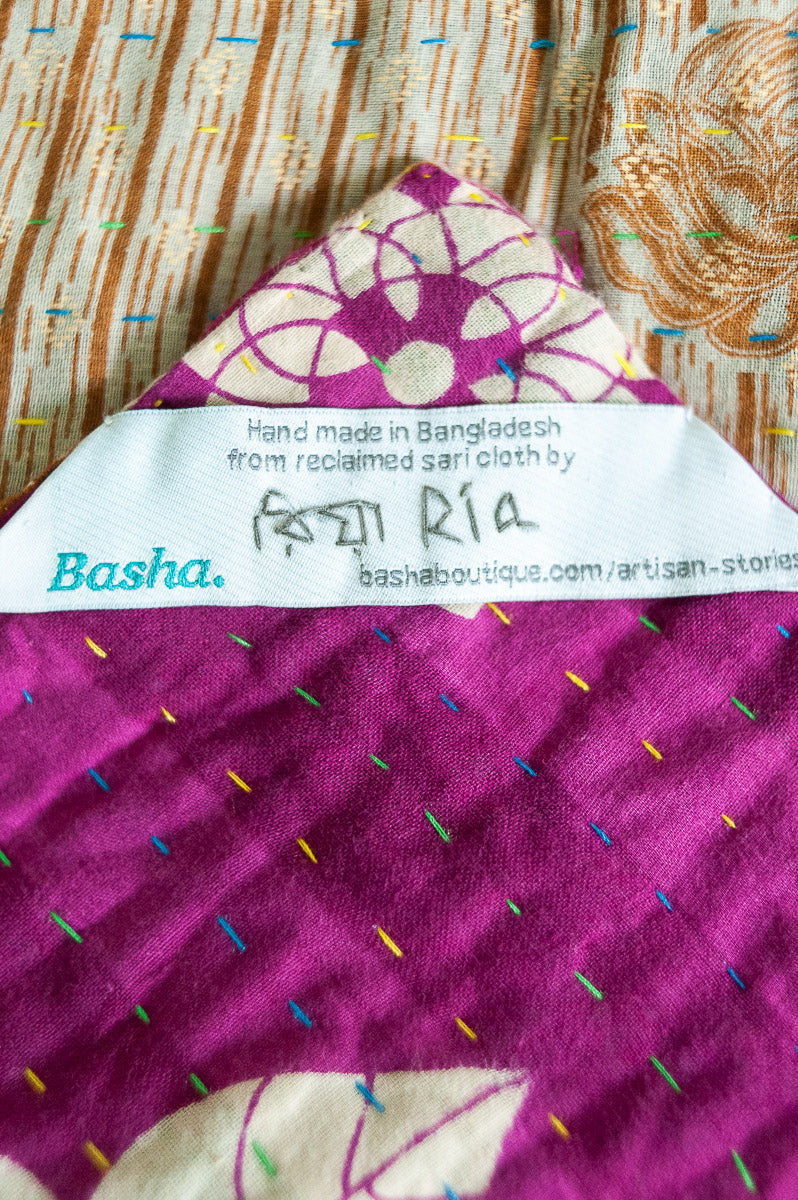 Hand made in Bangladesh
from reclaimed sari cloth by
রিয়া Ria
Basha.
bashaboutique.com/artisan-stories